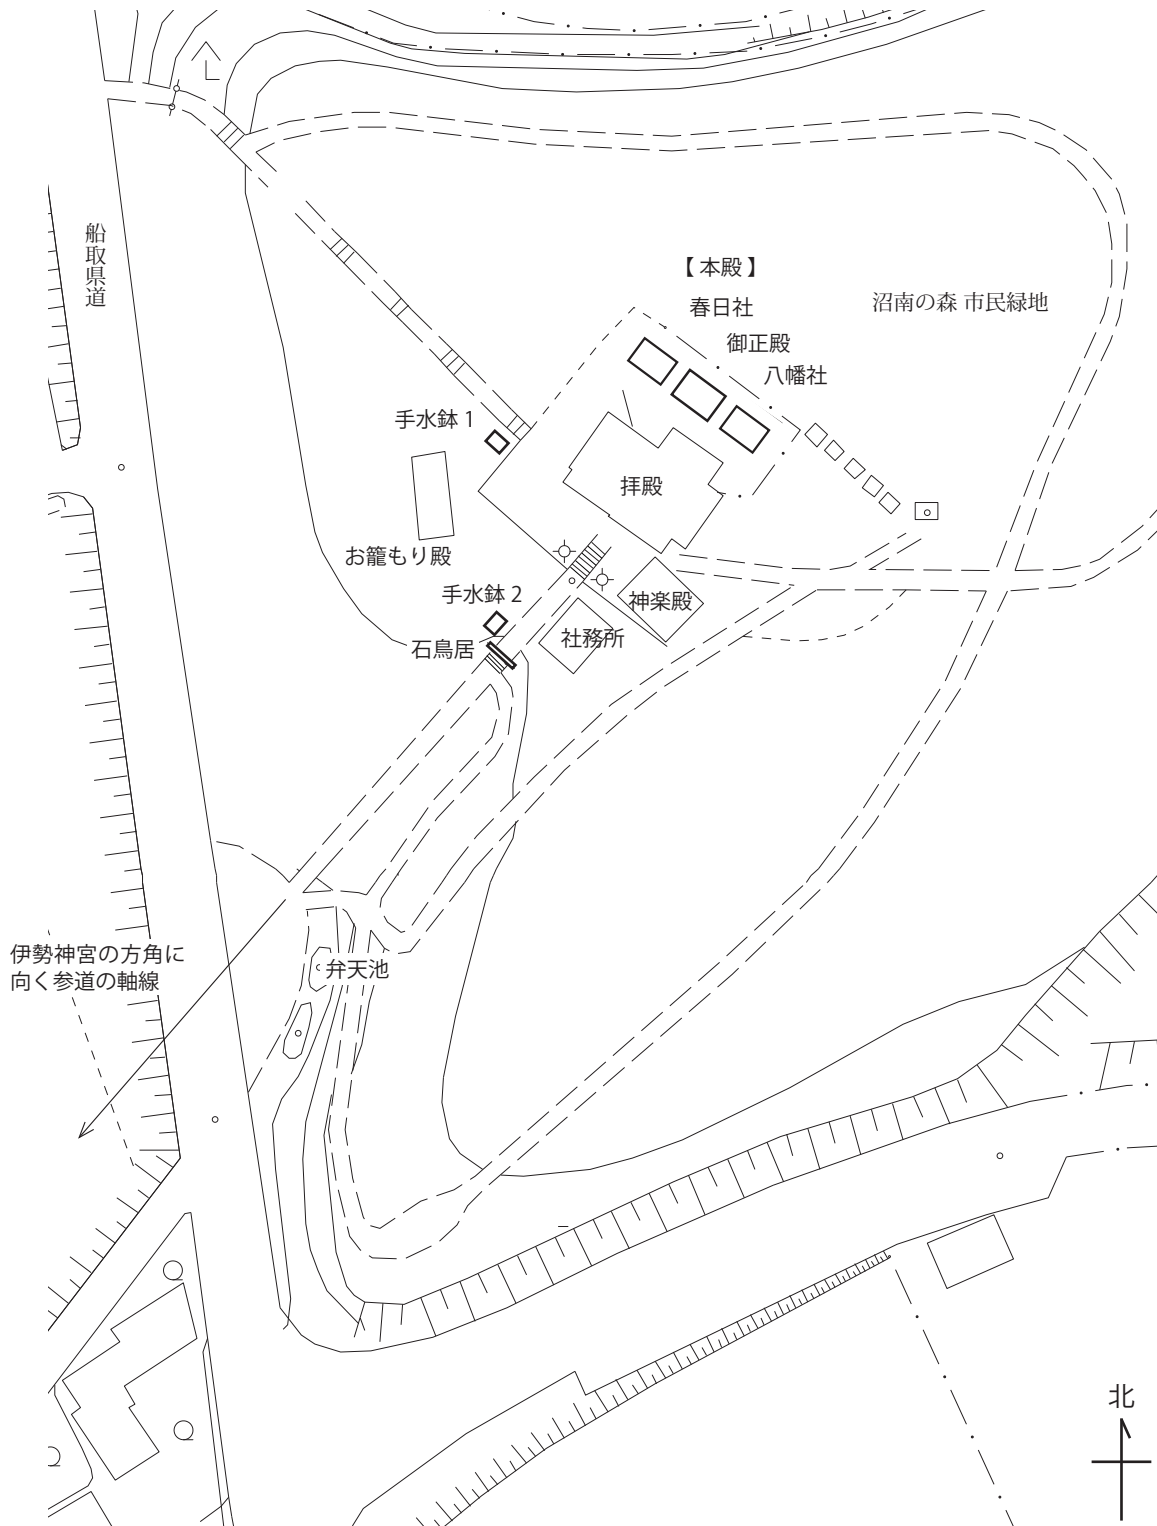 船取県道
【 本殿 】
春日社
沼南の森 市民緑地
御正殿
八幡社
手水鉢 1
拝殿
お籠もり殿
手水鉢 2
神楽殿
社務所
石鳥居
伊勢神宮の方角に
向く参道の軸線
弁天池
北